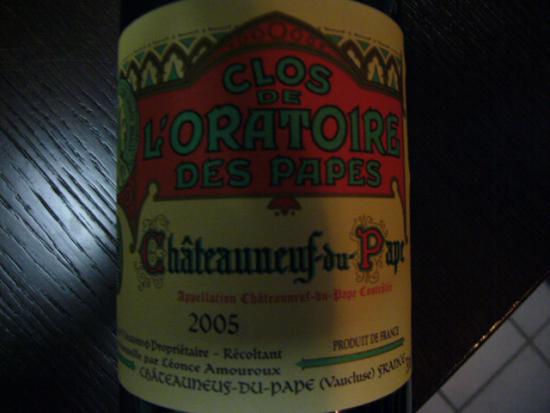 CLOS
DE
L'ORATOIRE
DES PAPES
Châteauneuf-du-Pape
Appellation Châteauneuf-du-Pape Contrôlée
2005
PRODUIT DE FRANCE
Propriétaire - Récoltant
par Léonce Amouroux
CHÂTEAUNEUF-DU-PAPE (Vaucluse) FRANCE